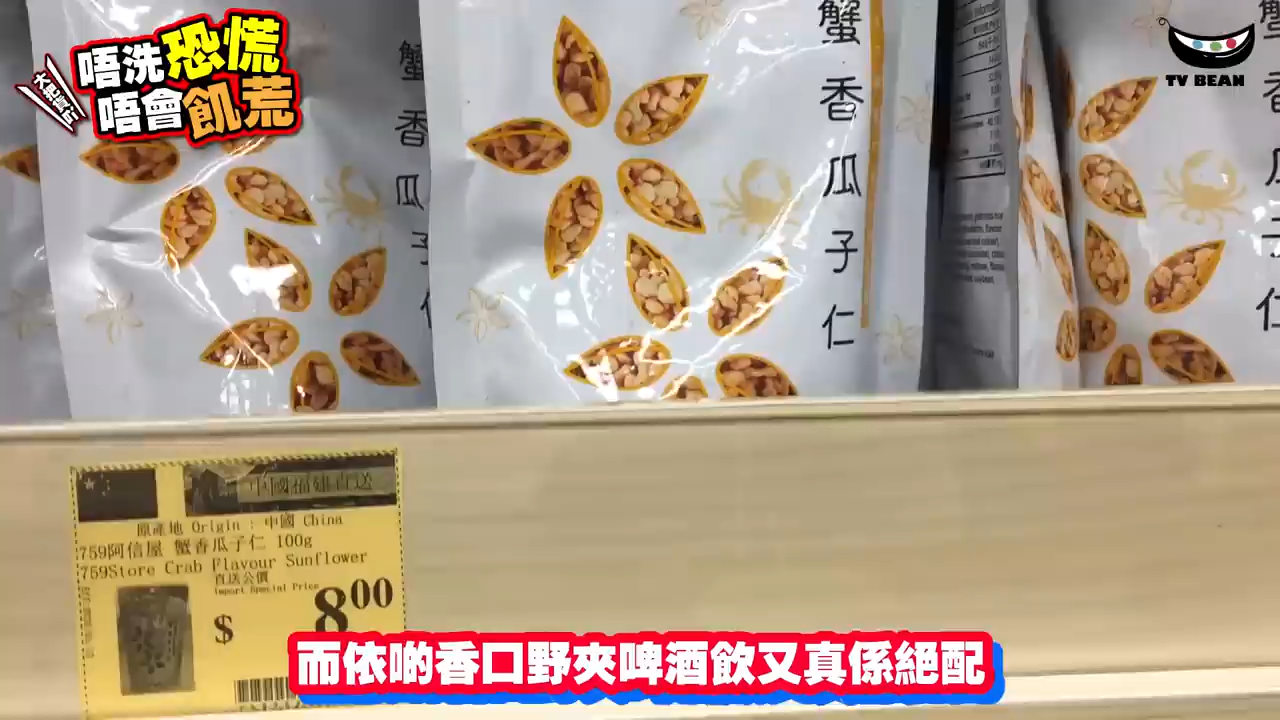 唔洗恐慌
唔會飢荒
TV BEAN
蟹香瓜子
蟹香瓜子仁
中國福建直送
原產地 Origin : 中國 China
759阿信屋 蟹香瓜子仁 100g
759Store Crab Flavour Sunflower
直送公價
Import Special Price
$ 8.00
而依啲香口野夾啤酒飲又真係絕配